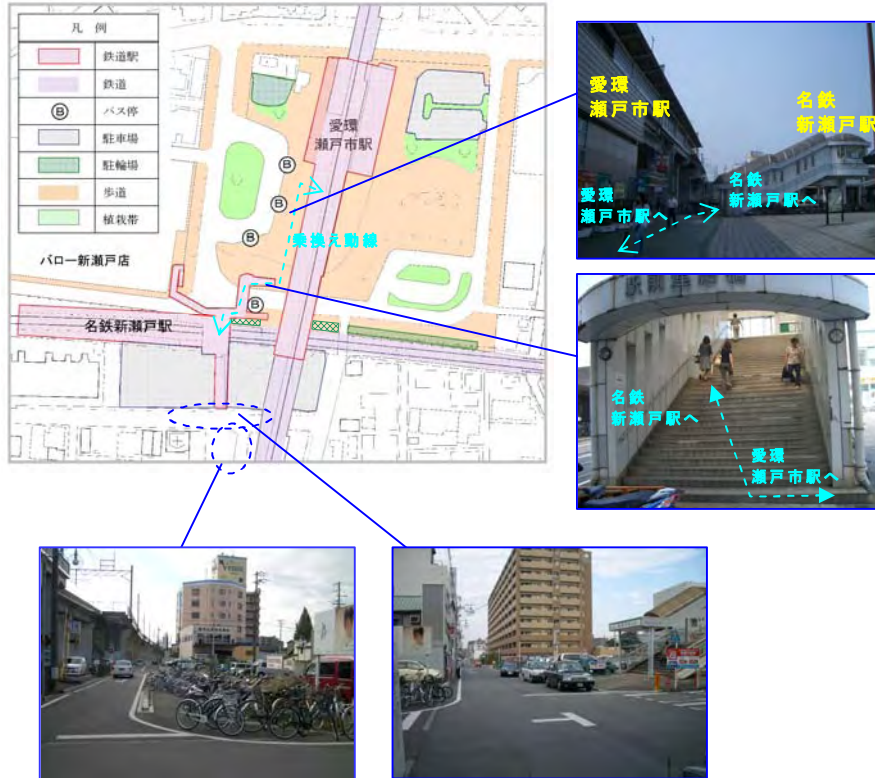 凡 例
鉄道駅
鉄道
B
バス停
駐車場
駐輪場
歩道
植栽帯
バロー新瀬戸店
愛環
瀬戸市駅
B
B
B
乗換え動線
B
名鉄新瀬戸駅
愛環
瀬戸市駅
名鉄
新瀬戸駅
愛環
瀬戸市駅へ
名鉄
新瀬戸駅へ
名鉄
新瀬戸駅へ
愛環
瀬戸市駅へ